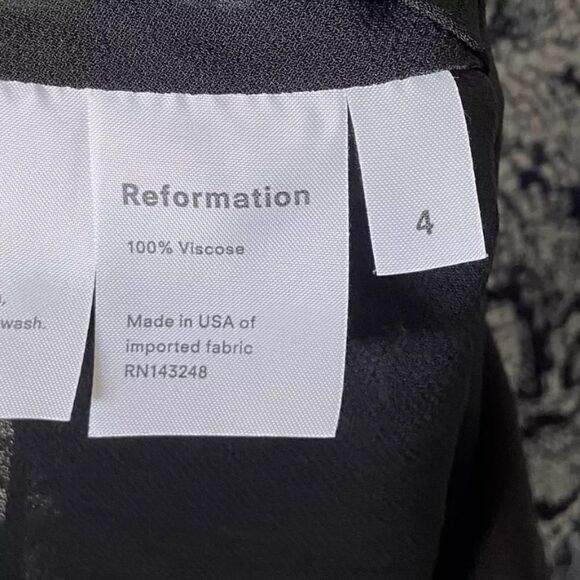 wash.
Reformation
100% Viscose
Made in USA of
imported fabric
RN143248
4